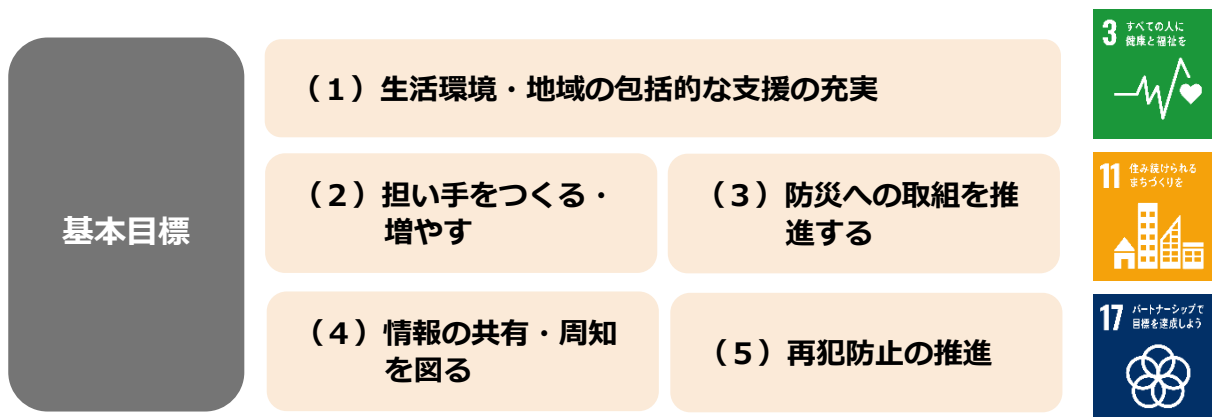 基本目標
（１）生活環境・地域の包括的な支援の充実
（２）担い手をつくる・
増やす
（３）防災への取組を推
進する
（４）情報の共有・周知
を図る
（５）再犯防止の推進
3 すべての人に
健康と福祉を
11 住み続けられる
まちづくりを
17 パートナーシップで
目標を達成しよう